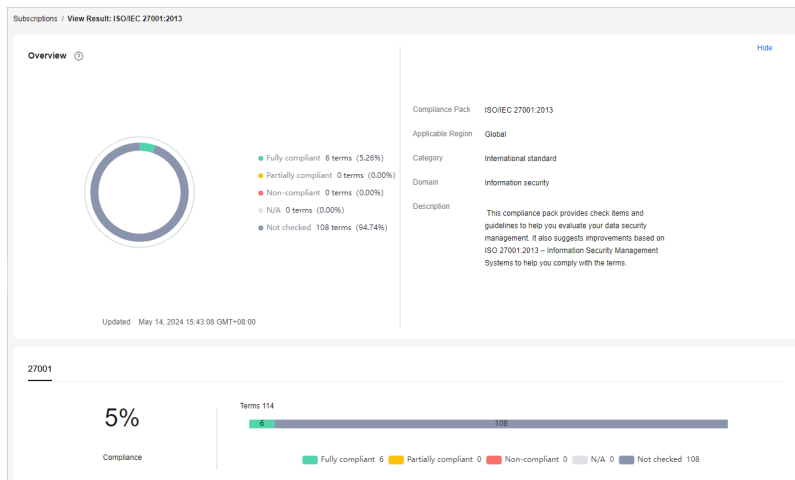 Subscriptions / View Result: ISO/IEC 27001:2013
Overview ?
Hide
Fully compliant 6 terms (5.26%)
Partially compliant 0 terms (0.00%)
Non-compliant 0 terms (0.00%)
N/A 0 terms (0.00%)
Not checked 108 terms (94.74%)
Updated May 14, 2024 15:43:08 GMT+08:00
Compliance Pack ISO/IEC 27001:2013
Applicable Region Global
Category International standard
Domain Information security
Description This compliance pack provides check items and
guidelines to help you evaluate your data security
management. It also suggests improvements based on
ISO 27001:2013 – Information Security Management
Systems to help you comply with the terms.
27001
5%
Compliance
Terms 114
6 108
Fully compliant 6 Partially compliant 0 Non-compliant 0 N/A 0 Not checked 108